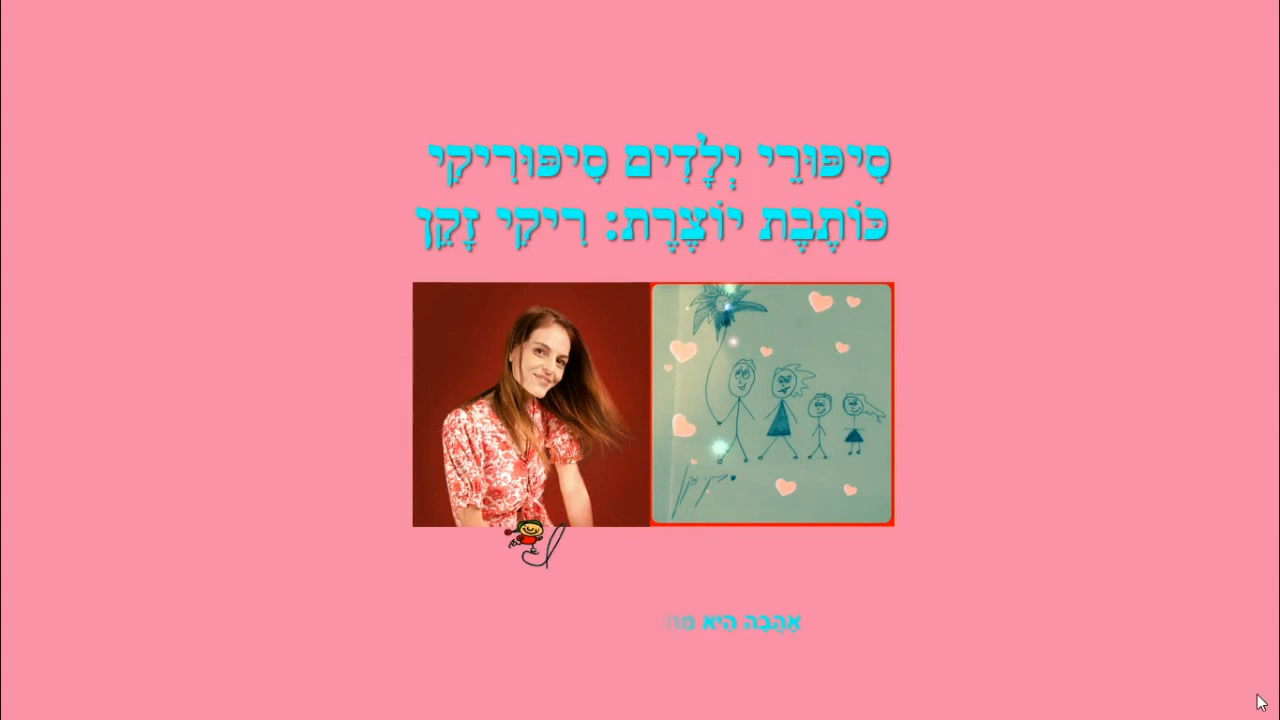 סִיפּוּרֵי יְלָדִים סִיפּוּרִיקִי
כּוֹתֶבֶת יוֹצֶרֶת: רִיקִי זָקֵן
אַהֲבָה הִיא